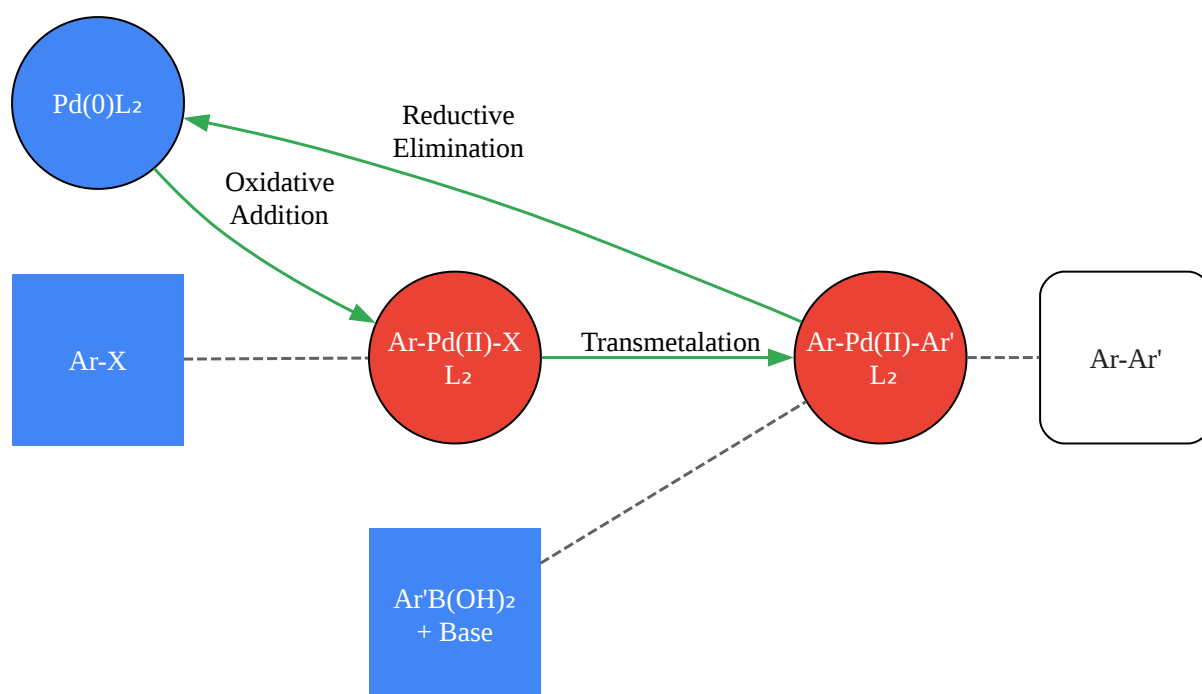 Pd(0)L₂
Reductive
Elimination
Oxidative
Addition
Ar-X
Ar-Pd(II)-X
L₂
Transmetalation
Ar-Pd(II)-Ar'
L₂
Ar-Ar'
Ar'B(OH)₂
+ Base